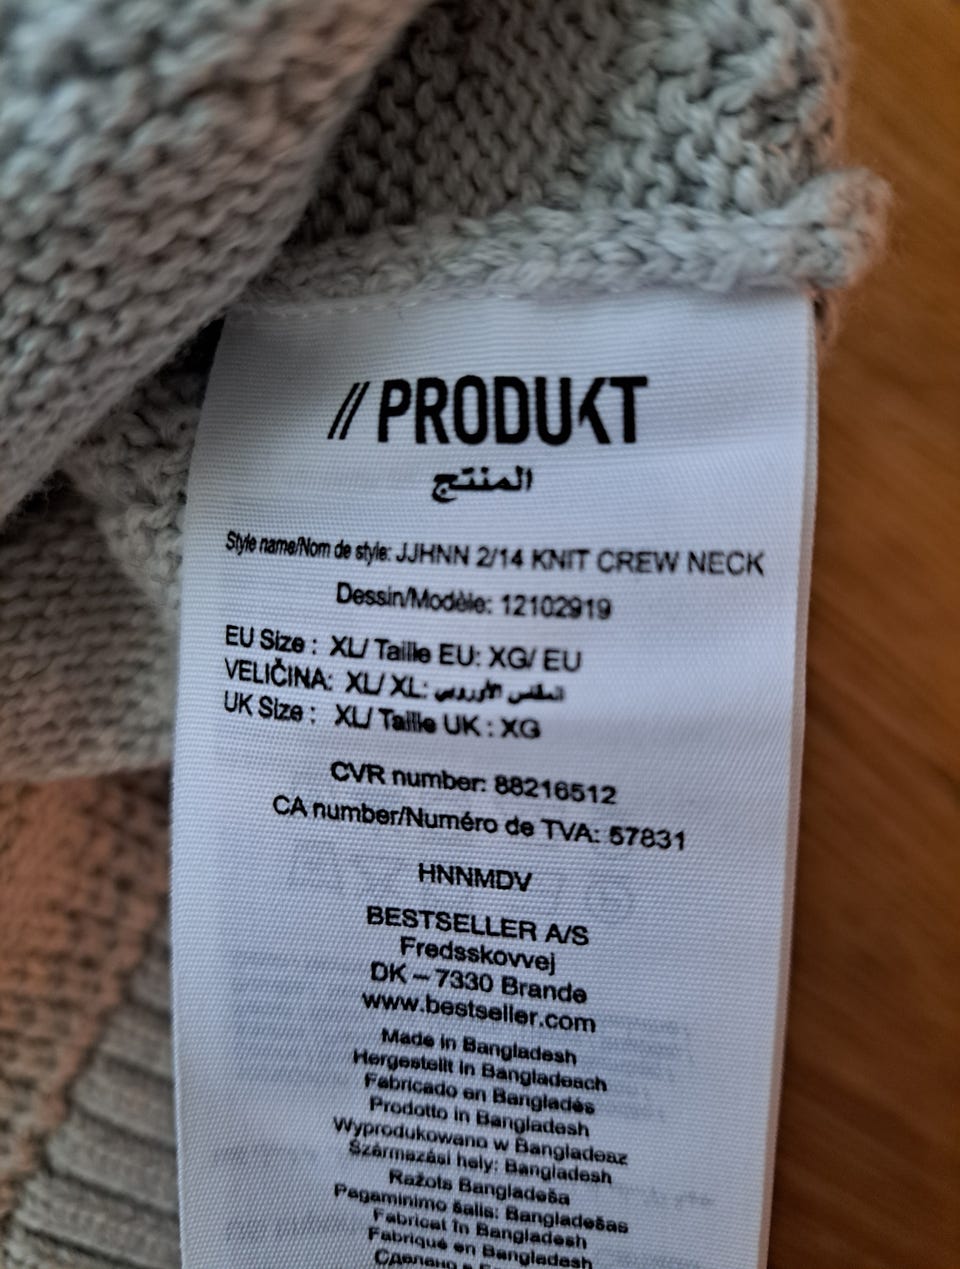 // PRODUKT
المنتج
Style name/Nom de style: JJHNN 2/14 KNIT CREW NECK
Dessin/Modèle: 12102919
EU Size : XL/ Taille EU: XG/ EU
VELIČINA: XL/ XL: المقاس الأوروبي
UK Size : XL/ Taille UK : XG
CVR number: 88216512
CA number/Numéro de TVA: 57831
HNNMDV
BESTSELLER A/S
Fredsskovvej
DK – 7330 Brande
www.bestseller.com
Made in Bangladesh
Hergestellt in Bangladesch
Fabricado en Bangladés
Prodotto in Bangladesh
Wyprodukowano w Bangladesz
Származási hely: Bangladesh
Ražots Bangladeša
Pagaminimo šalis: Bangladešas
Fabricat în Bangladesh
Fabriqué en Bangladesh
Сделано в